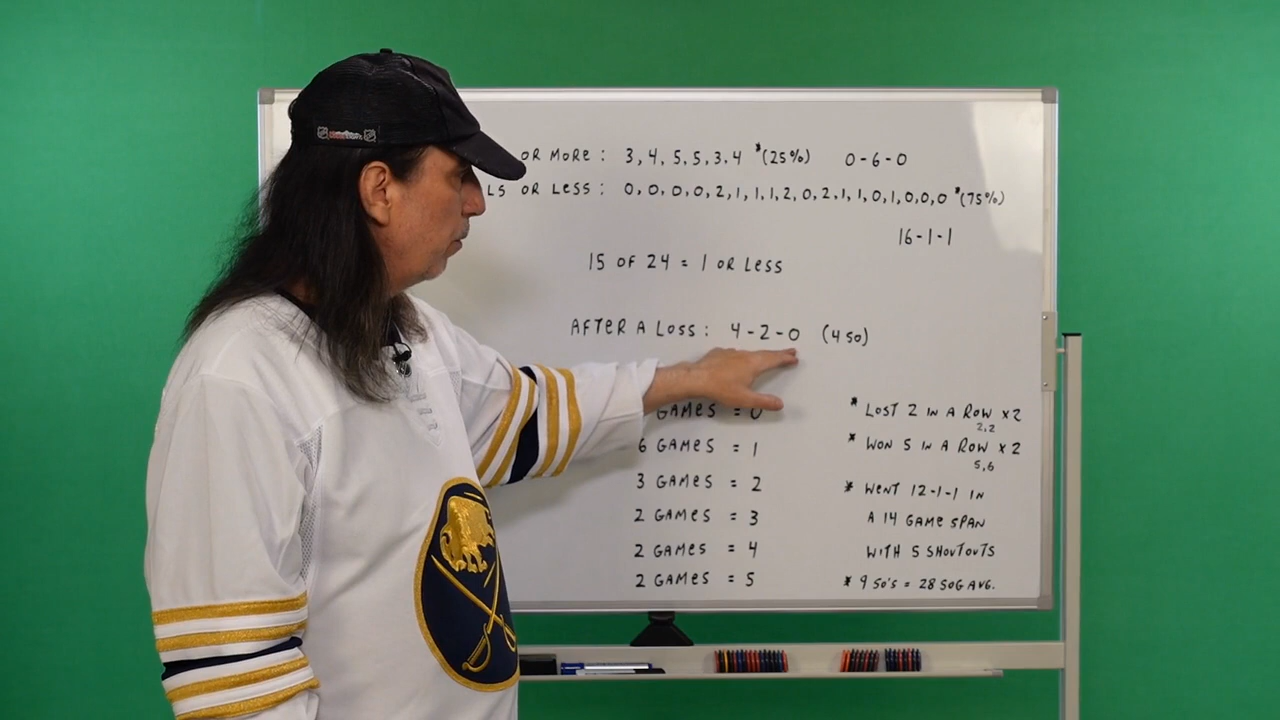 OR MORE: 3, 4, 5, 5, 3, 4 *(25%) 0-6-0
LS OR LESS: 0, 0, 0, 0, 2, 1, 1, 1, 2, 0, 2, 1, 1, 0, 1, 0, 0, 0 *(75%)
16-1-1
15 OF 24 = 1 OR LESS
AFTER A LOSS: 4-2-0 (4 SO)
GAMES = 0
6 GAMES = 1
3 GAMES = 2
2 GAMES = 3
2 GAMES = 4
2 GAMES = 5
* LOST 2 IN A ROW X2
2,2
* WON 5 IN A ROW X2
5,6
* WENT 12-1-1 IN
A 14 GAME SPAN
WITH 5 SHOUTOUTS
* 9 SO'S = 28 SOG AVG.